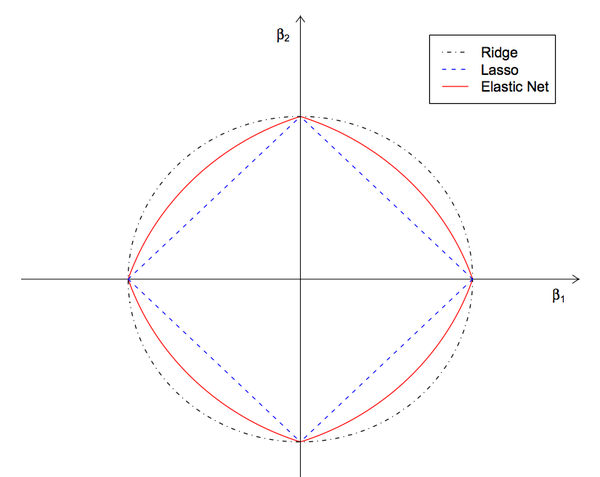 β₂
Ridge
Lasso
Elastic Net
β₁